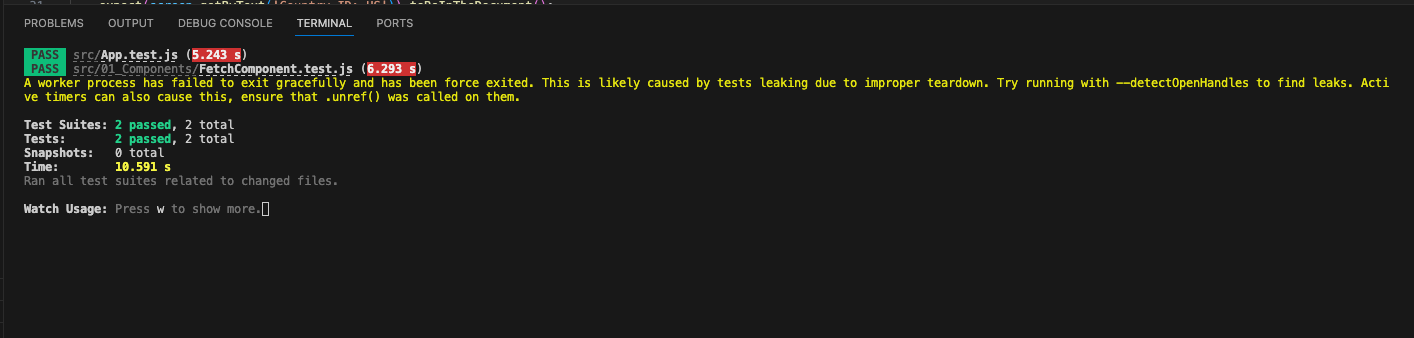 PROBLEMS OUTPUT DEBUG CONSOLE TERMINAL PORTS
PASS src/App.test.js (5.243 s)
PASS src/01_Components/FetchComponent.test.js (6.293 s)
A worker process has failed to exit gracefully and has been force exited. This is likely caused by tests leaking due to improper teardown. Try running with --detectOpenHandles to find leaks. Acti
ve timers can also cause this, ensure that .unref() was called on them.
Test Suites: 2 passed, 2 total
Tests: 2 passed, 2 total
Snapshots: 0 total
Time: 10.591 s
Ran all test suites related to changed files.
Watch Usage: Press w to show more.